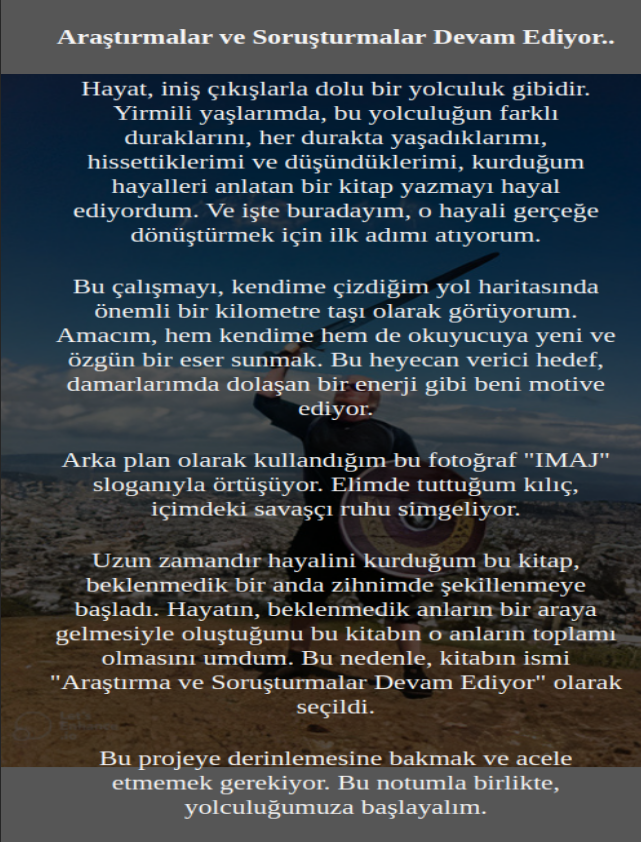 Araştırmalar ve Soruşturmalar Devam Ediyor..
Hayat, iniş çıkışlarla dolu bir yolculuk gibidir.
Yirmili yaşlarımda, bu yolculuğun farklı
duraklarını, her durakta yaşadıklarımı,
hissettiklerimi ve düşündüklerimi, kurduğum
hayalleri anlatan bir kitap yazmayı hayal
ediyordum. Ve işte buradayım, o hayali gerçeğe
dönüştürmek için ilk adımı atıyorum.
Bu çalışmayı, kendime çizdiğim yol haritasında
önemli bir kilometre taşı olarak görüyorum.
Amacım, hem kendime hem de okuyucuya yeni ve
özgün bir eser sunmak. Bu heyecan verici hedef,
damarlarımda dolaşan bir enerji gibi beni motive
ediyor.
Arka plan olarak kullandığım bu fotoğraf "IMAJ"
sloganıyla örtüşüyor. Elimde tuttuğum kılıç,
içimdeki savaşçı ruhu simgeliyor.
Uzun zamandır hayalini kurduğum bu kitap,
beklenmedik bir anda zihnimde şekillenmeye
başladı. Hayatın, beklenmedik anların bir araya
gelmesiyle oluştuğunu bu kitabın o anların toplamı
olmasını umdum. Bu nedenle, kitabın ismi
"Araştırma ve Soruşturmalar Devam Ediyor" olarak
seçildi.
Bu projeye derinlemesine bakmak ve acele
etmemek gerekiyor. Bu notumla birlikte,
yolculuğumuza başlayalım.